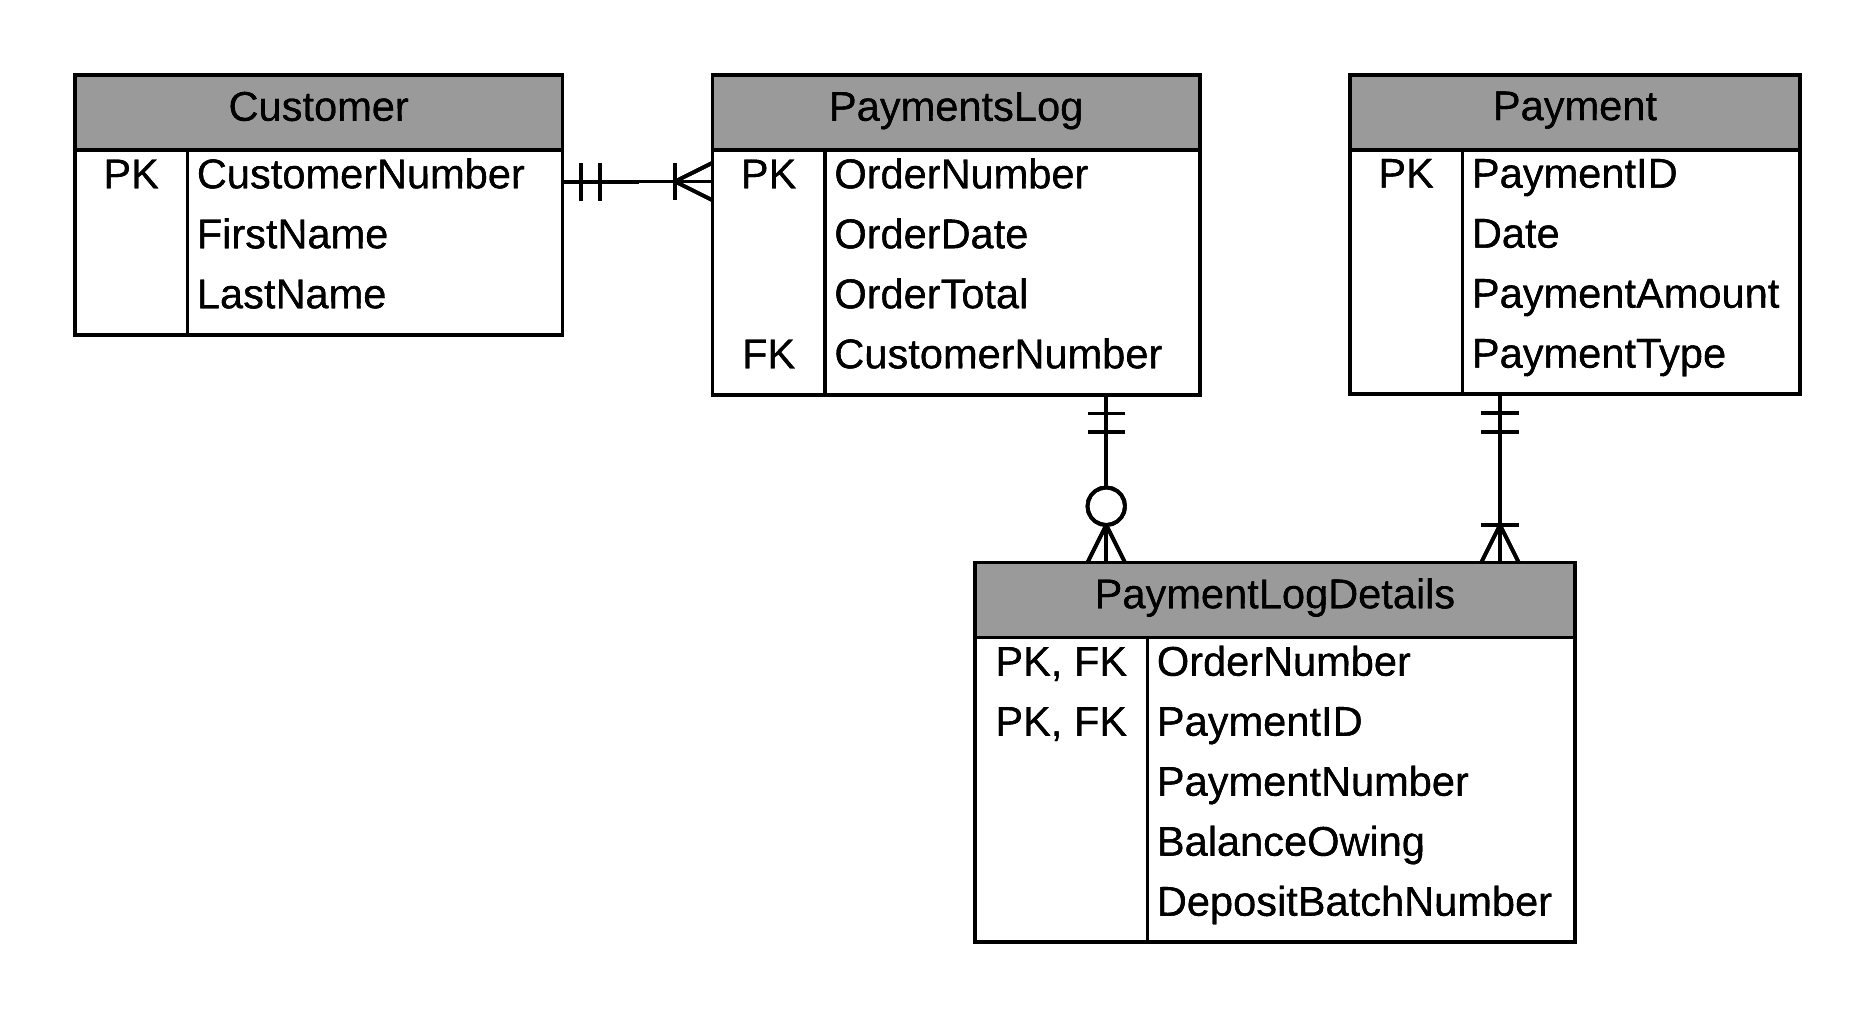 Customer
PK CustomerNumber
FirstName
LastName
PaymentsLog
PK OrderNumber
OrderDate
OrderTotal
FK CustomerNumber
Payment
PK PaymentID
Date
PaymentAmount
PaymentType
PaymentLogDetails
PK, FK OrderNumber
PK, FK PaymentID
PaymentNumber
BalanceOwing
DepositBatchNumber